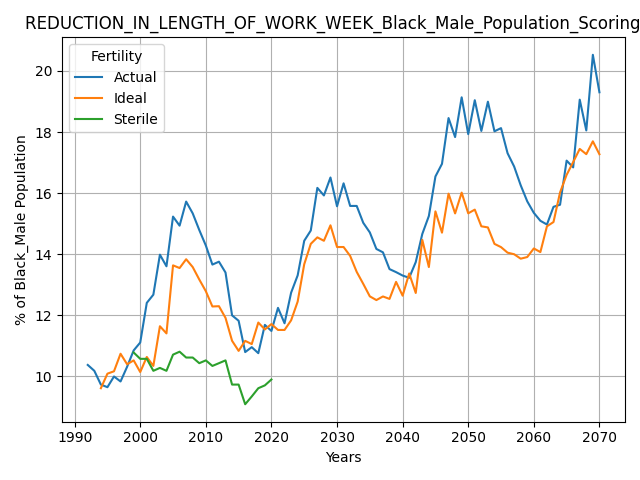 REDUCTION_IN_LENGTH_OF_WORK_WEEK_Black_Male_Population_Scoring
Fertility
Actual
Ideal
Sterile
% of Black_Male Population
20
18
16
14
12
10
1990 2000 2010 2020 2030 2040 2050 2060 2070
Years